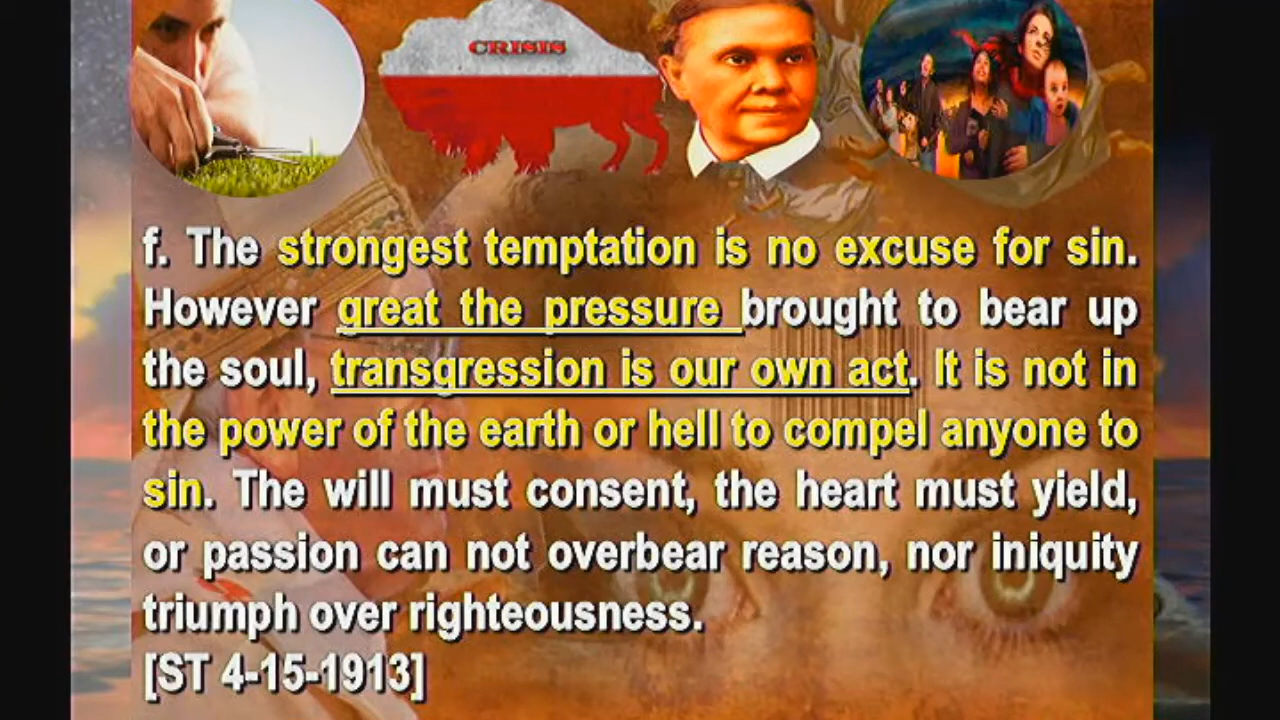 CRISIS
f. The strongest temptation is no excuse for sin.
However great the pressure brought to bear up
the soul, transgression is our own act. It is not in
the power of the earth or hell to compel anyone to
sin. The will must consent, the heart must yield,
or passion can not overbear reason, nor iniquity
triumph over righteousness.
[ST 4-15-1913]